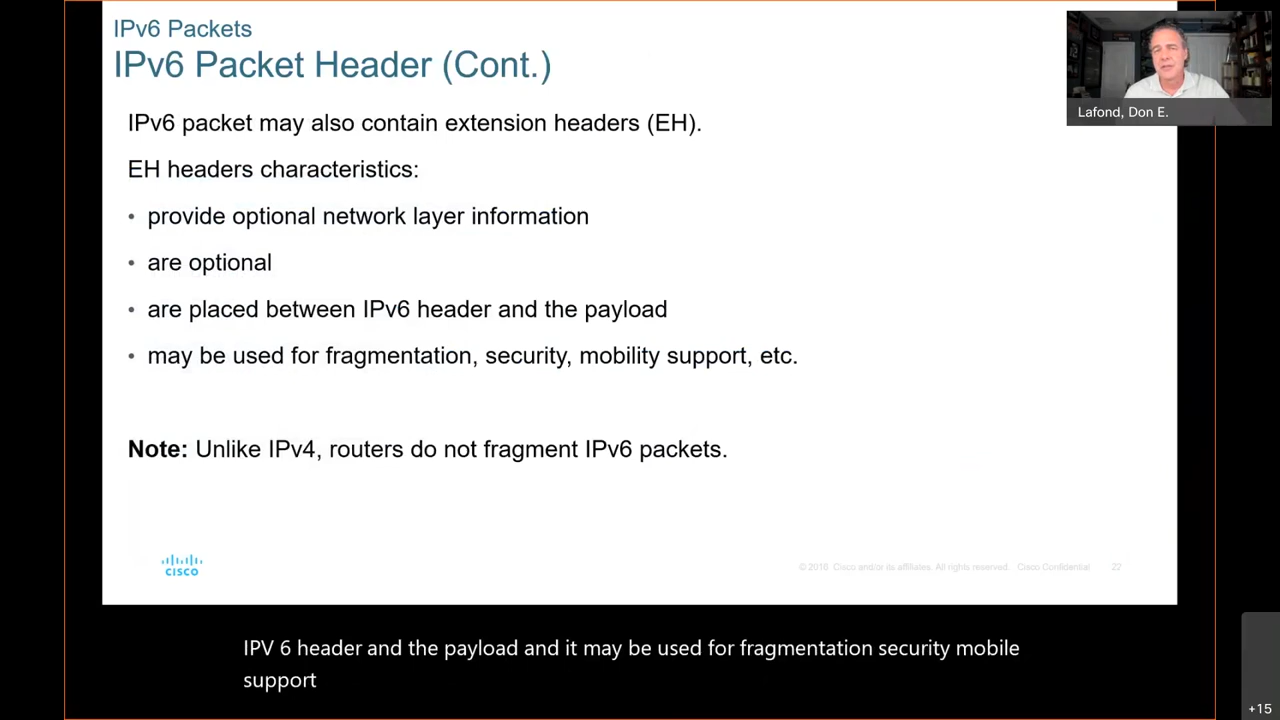 IPv6 Packets
IPv6 Packet Header (Cont.)
Lafond, Don E.
IPv6 packet may also contain extension headers (EH).
EH headers characteristics:
• provide optional network layer information
• are optional
• are placed between IPv6 header and the payload
• may be used for fragmentation, security, mobility support, etc.
Note: Unlike IPv4, routers do not fragment IPv6 packets.
CISCO
© 2016 Cisco and/or its affiliates. All rights reserved. Cisco Confidential 22
IPV 6 header and the payload and it may be used for fragmentation security mobile
support
+15